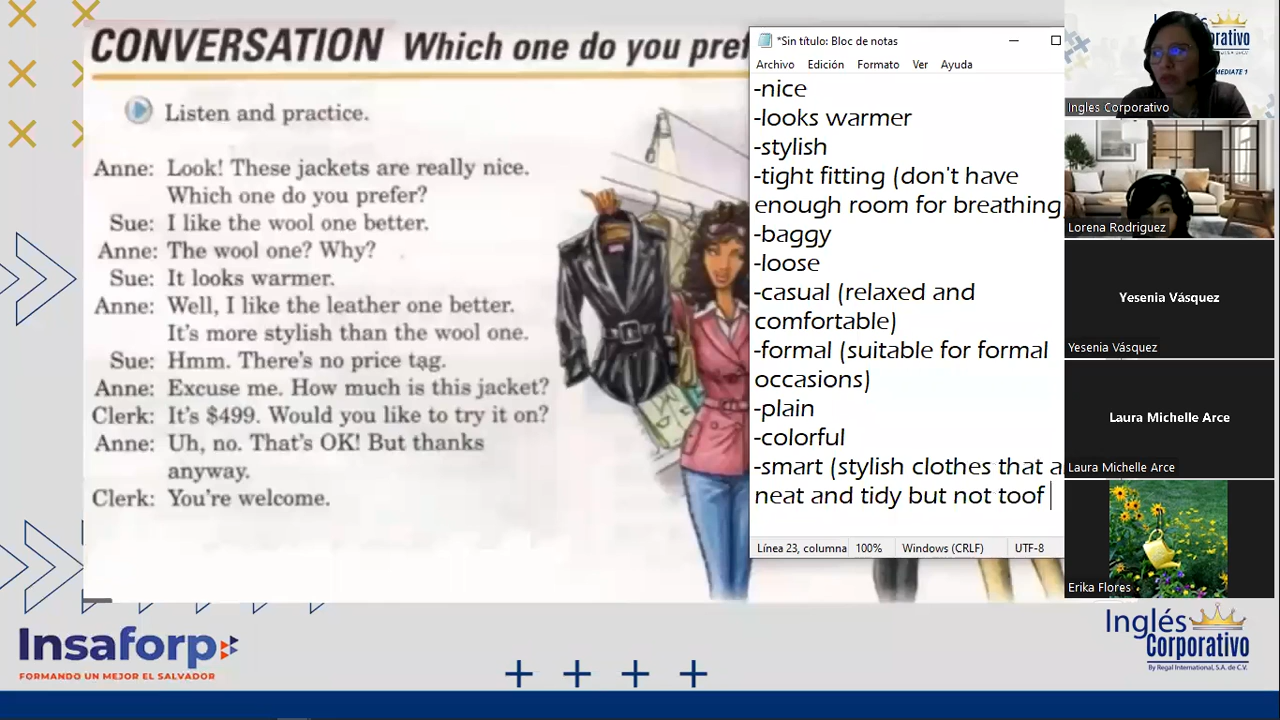 CONVERSATION Which one do you pref
Listen and practice.
Anne: Look! These jackets are really nice.
Which one do you prefer?
Sue: I like the wool one better.
Anne: The wool one? Why?
Sue: It looks warmer.
Anne: Well, I like the leather one better.
It's more stylish than the wool one.
Sue: Hmm. There's no price tag.
Anne: Excuse me. How much is this jacket?
Clerk: It's $499. Would you like to try it on?
Anne: Uh, no. That's OK! But thanks
anyway.
Clerk: You're welcome.
*Sin título: Bloc de notas
Archivo Edición Formato Ver Ayuda
-nice
-looks warmer
-stylish
-tight fitting (don't have
enough room for breathing
-baggy
-loose
-casual (relaxed and
comfortable)
-formal (suitable for formal
occasions)
-plain
-colorful
-smart (stylish clothes that a
neat and tidy but not toof
Línea 23, columna 100% Windows (CRLF) UTF-8
Inglés
Corporativo
MEDIATE 1
Ingles Corporativo
Lorena Rodriguez
Yesenia Vásquez
Yesenia Vásquez
Laura Michelle Arce
Laura Michelle Arce
Erika Flores
Insaforp
FORMANDO UN MEJOR EL SALVADOR
Inglés
Corporativo
By Regal International, S.A. de C.V.